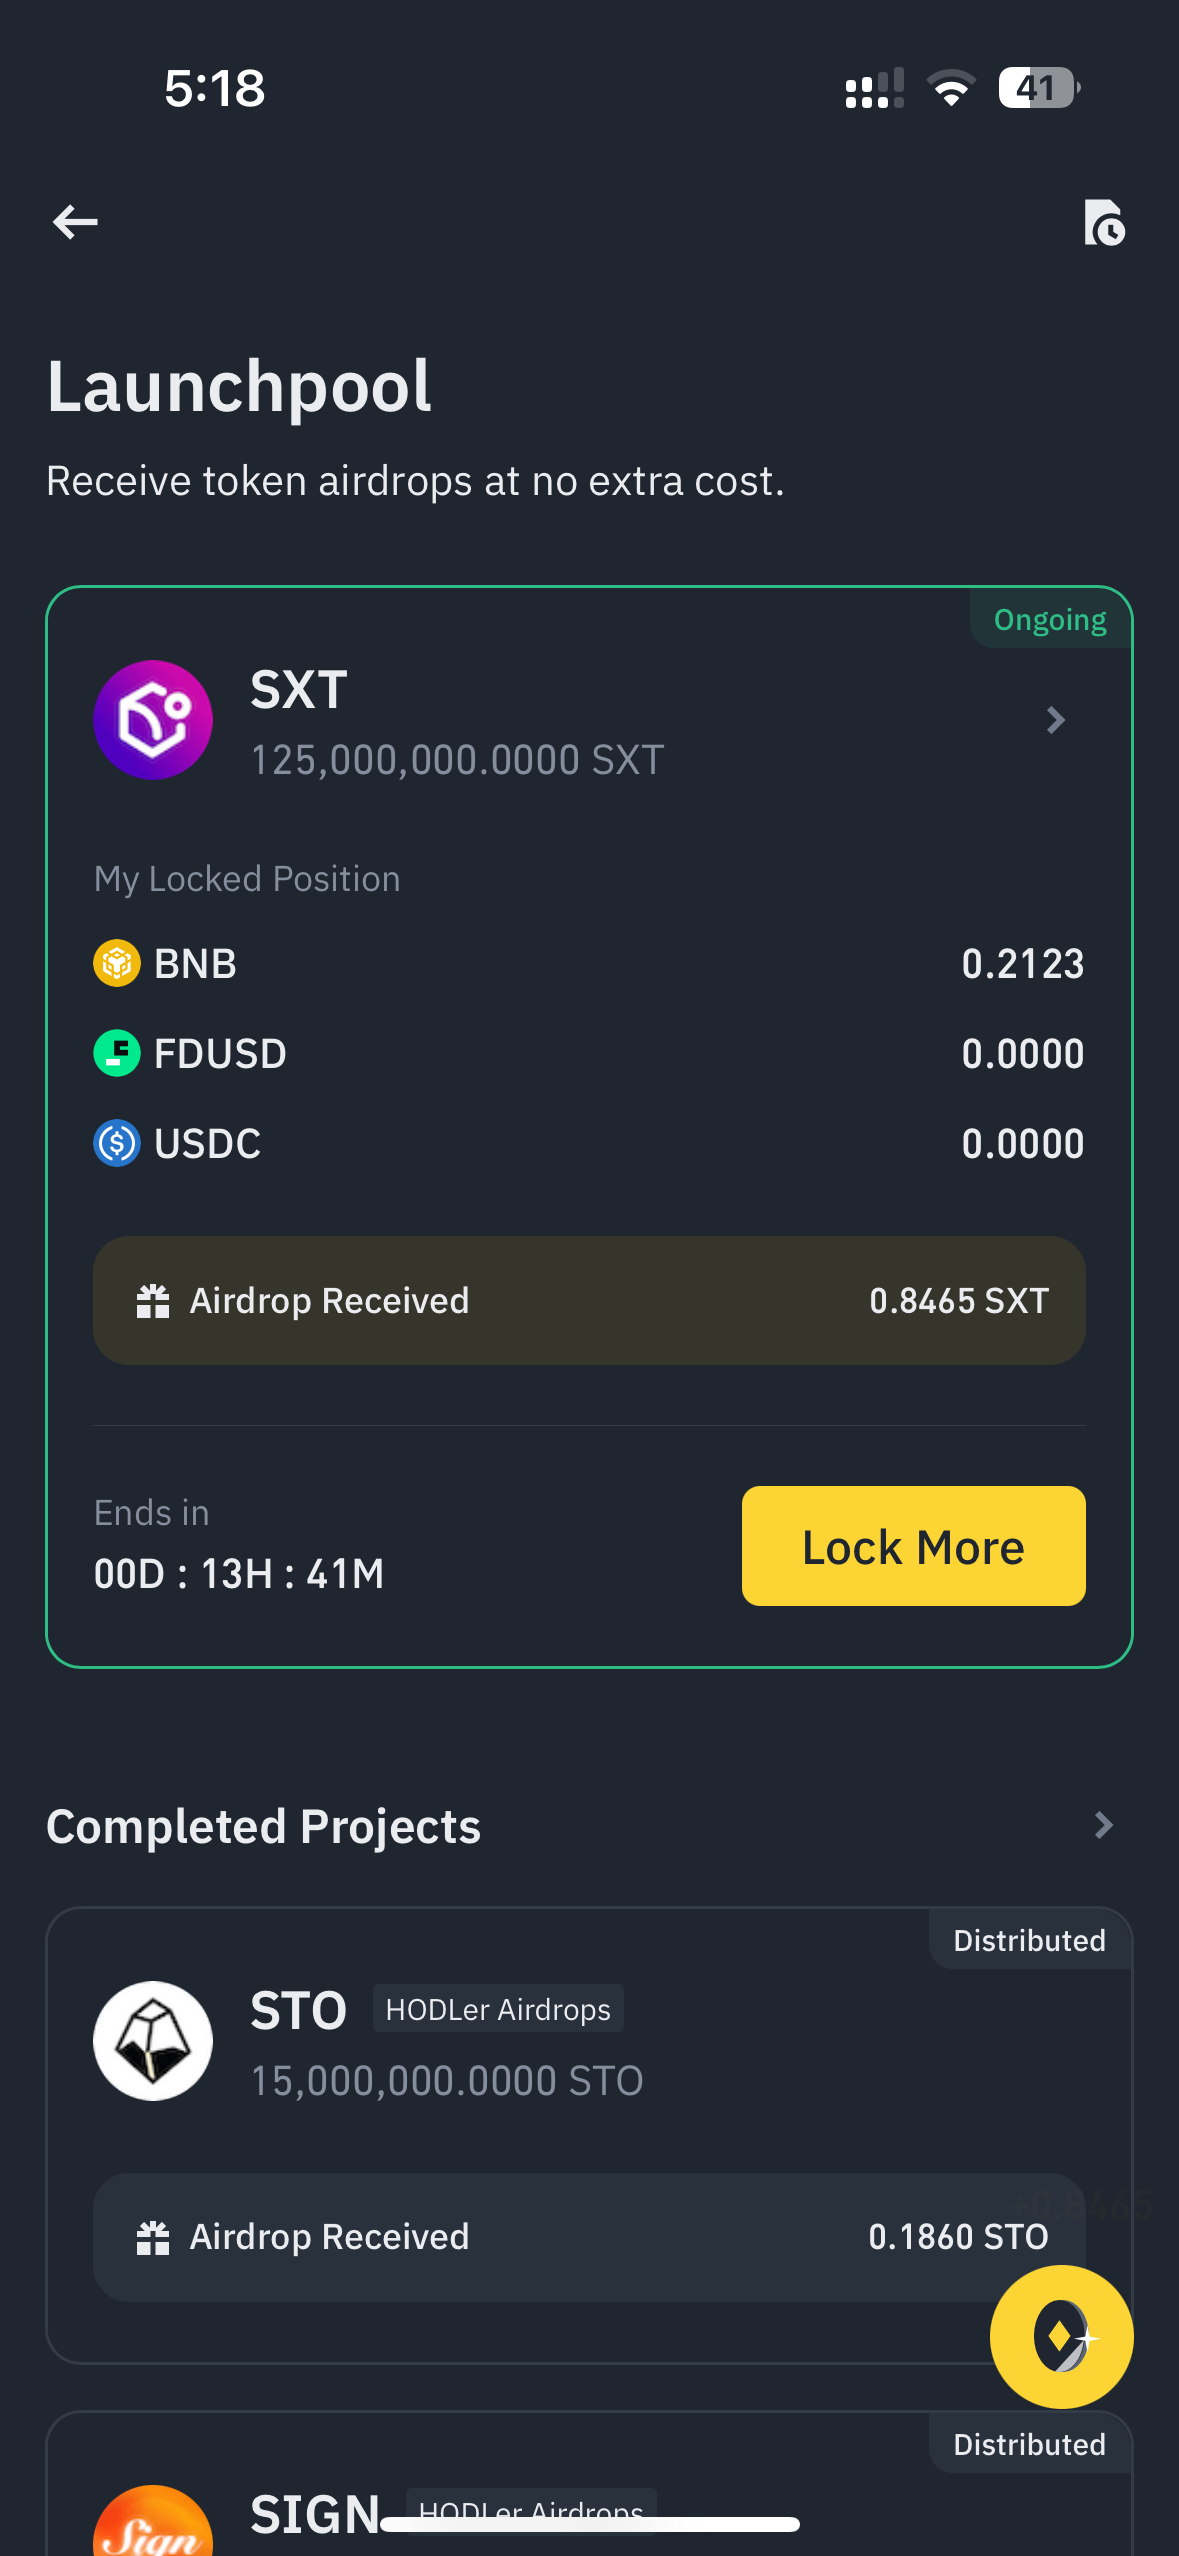 5:18
41
Launchpool
Receive token airdrops at no extra cost.
Ongoing
SXT
125,000,000.0000 SXT
My Locked Position
BNB 0.2123
FDUSD 0.0000
USDC 0.0000
Airdrop Received 0.8465 SXT
Ends in
00D : 13H : 41M
Lock More
Completed Projects
Distributed
STO HODLer Airdrops
15,000,000.0000 STO
+0.8465
Airdrop Received 0.1860 STO
Distributed
SIGN HODLer Airdrops
Sign